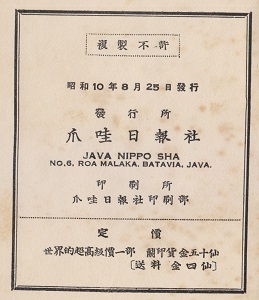 複製不許
昭和10年8月25日發行
發行所
爪哇日報社
JAVA NIPPO SHA
NO.6, ROA MALAKA, BATAVIA, JAVA.
印刷所
爪哇日報社印刷部
定價
世界的超高級價一部 蘭印貨金五十仙
[送料 金四仙]